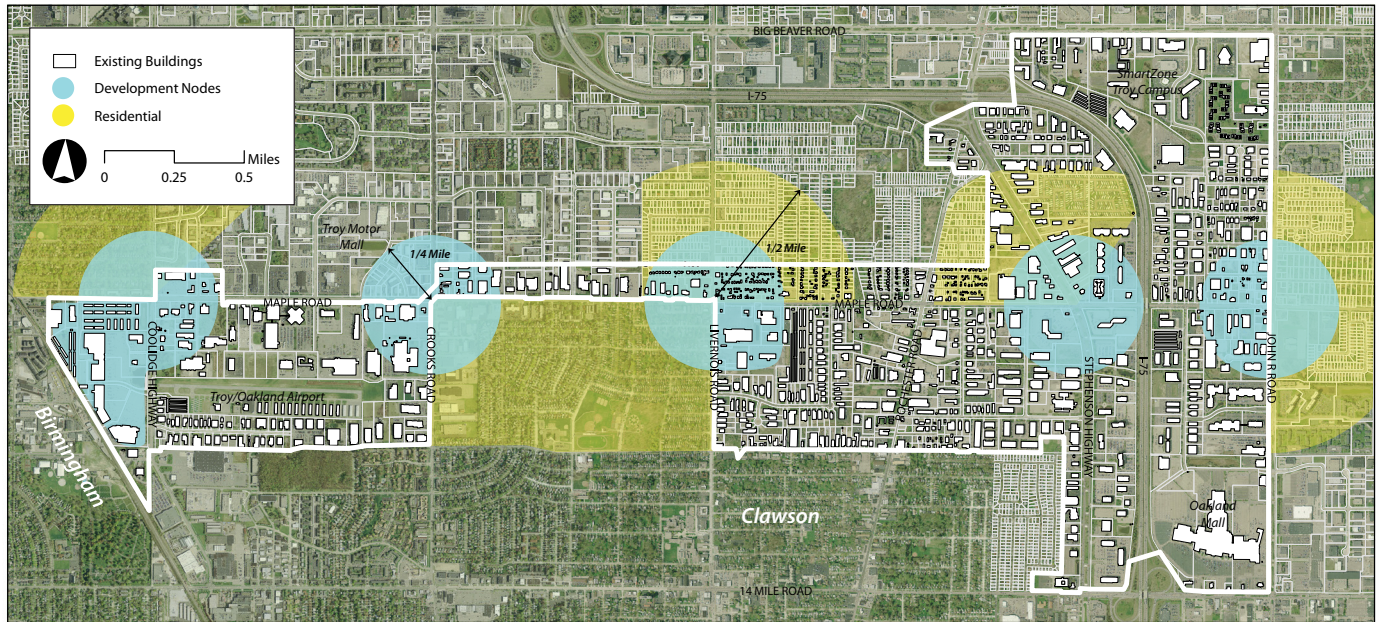 Existing Buildings
Development Nodes
Residential
Miles
0
0.25
0.5
BIG BEAVER ROAD
I-75
SmartZone
Troy Campus
Troy Motor
Mall
1/4 Mile
1/2 Mile
MAPLE ROAD
MAPLE ROAD
COOLIDGE HIGHWAY
CROOKS ROAD
LIVERNOIS ROAD
ROCHESTER ROAD
STEPHENSON HIGHWAY
I-75
JOHN R ROAD
Troy/Oakland Airport
Birmingham
Clawson
Oakland
Mall
14 MILE ROAD